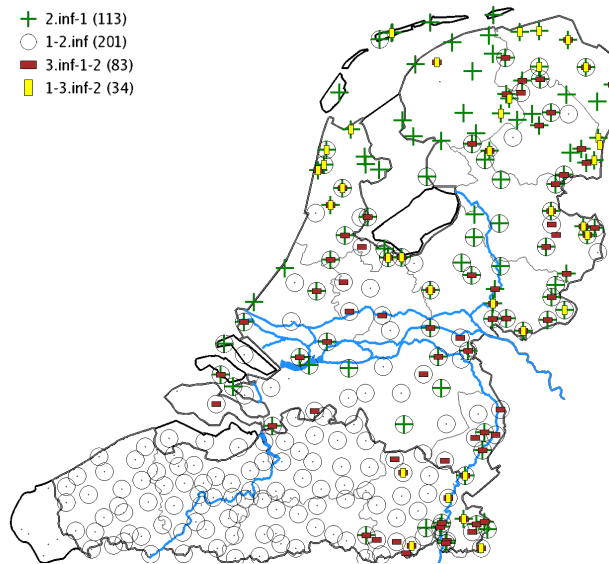 2.inf-1 (113)
1-2.inf (201)
3.inf-1-2 (83)
1-3.inf-2 (34)